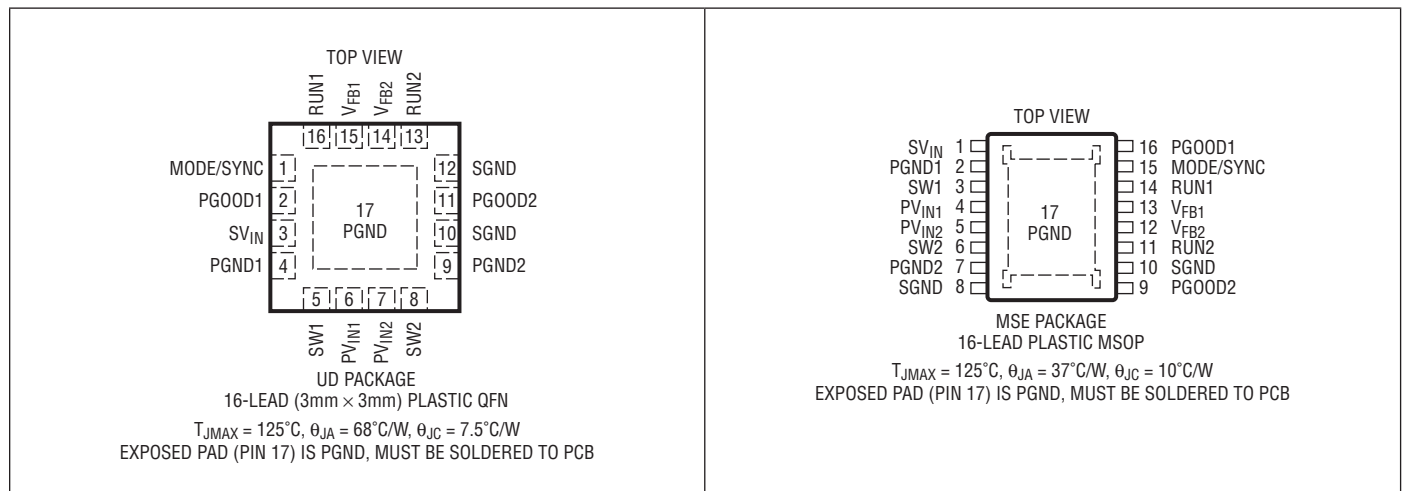 TOP VIEW
RUN1
VFB1
VFB2
RUN2
16 15 14 13
MODE/SYNC 1
PGOOD1 2
SVIN 3
PGND1 4
17
PGND
12 SGND
11 PGOOD2
10 SGND
9 PGND2
5 6 7 8
SW1
PVIN1
PVIN2
SW2
UD PACKAGE
16-LEAD (3mm × 3mm) PLASTIC QFN
TJMAX = 125°C, θJA = 68°C/W, θJC = 7.5°C/W
EXPOSED PAD (PIN 17) IS PGND, MUST BE SOLDERED TO PCB
TOP VIEW
SVIN 1
PGND1 2
SW1 3
PVIN1 4
PVIN2 5
SW2 6
PGND2 7
SGND 8
17
PGND
16 PGOOD1
15 MODE/SYNC
14 RUN1
13 VFB1
12 VFB2
11 RUN2
10 SGND
9 PGOOD2
MSE PACKAGE
16-LEAD PLASTIC MSOP
TJMAX = 125°C, θJA = 37°C/W, θJC = 10°C/W
EXPOSED PAD (PIN 17) IS PGND, MUST BE SOLDERED TO PCB